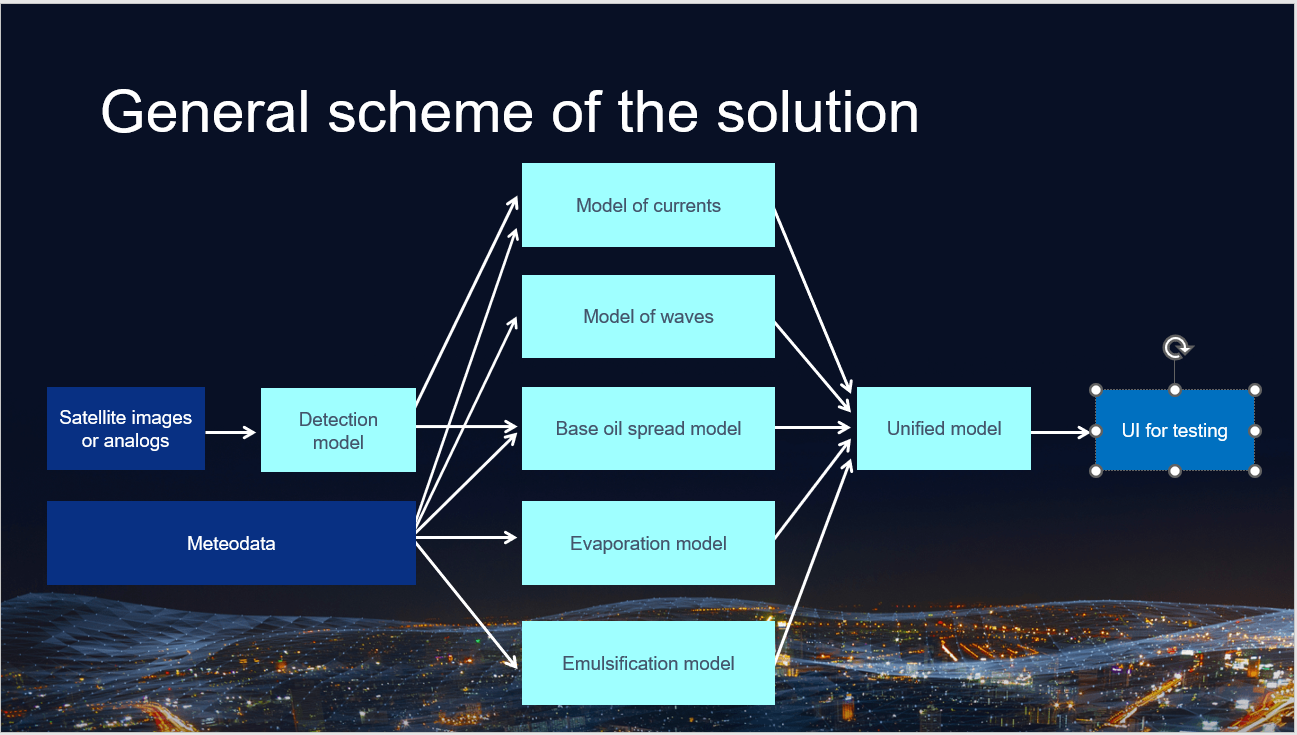 General scheme of the solution
Model of currents
Model of waves
Satellite images
or analogs
Detection
model
Base oil spread model
Unified model
UI for testing
Meteodata
Evaporation model
Emulsification model